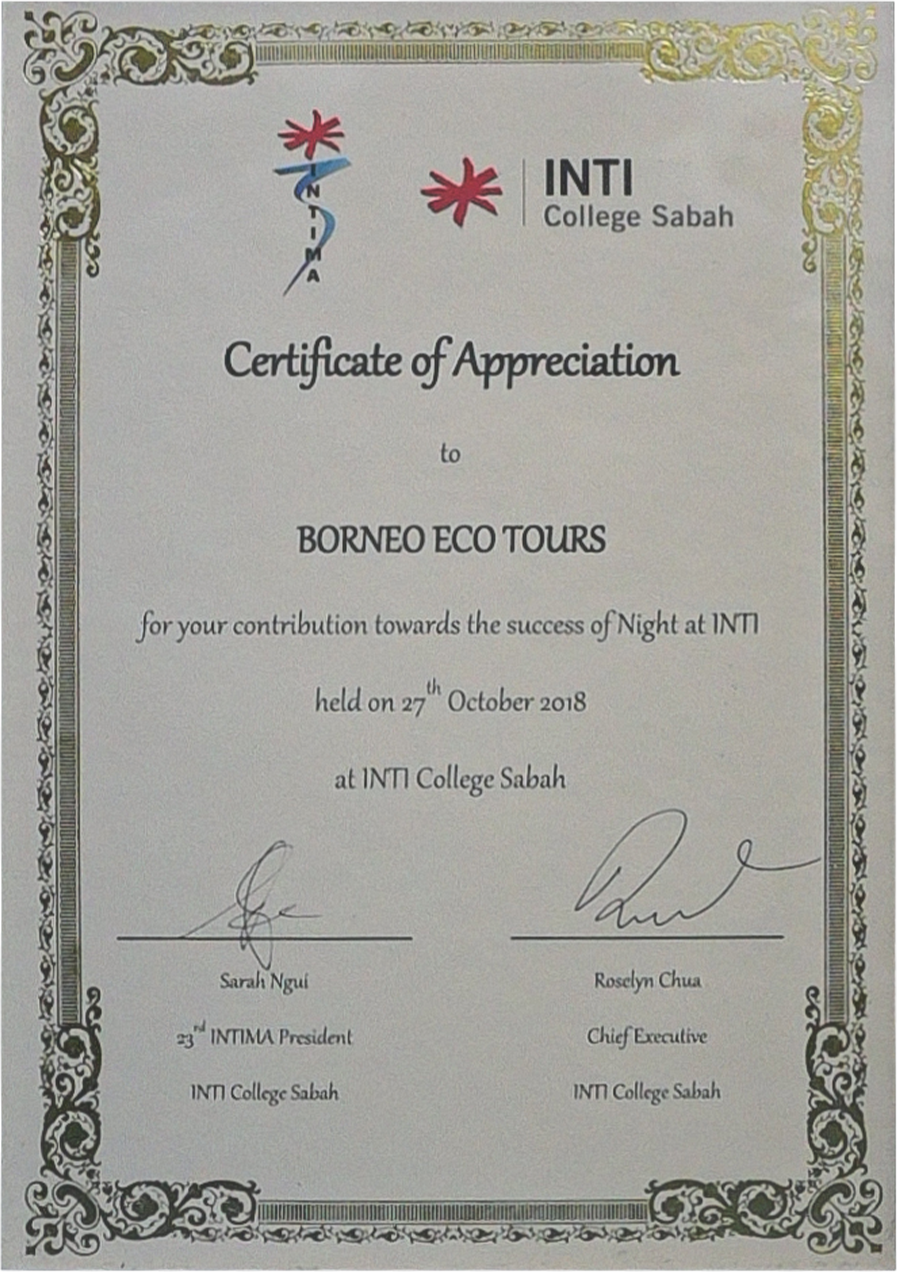 INTIMA
INTI
College Sabah
Certificate of Appreciation
to
BORNEO ECO TOURS
for your contribution towards the success of Night at INTI
held on 27th October 2018
at INTI College Sabah
Sarah Ngui
Roselyn Chua
23rd INTIMA President
Chief Executive
INTI College Sabah
INTI College Sabah